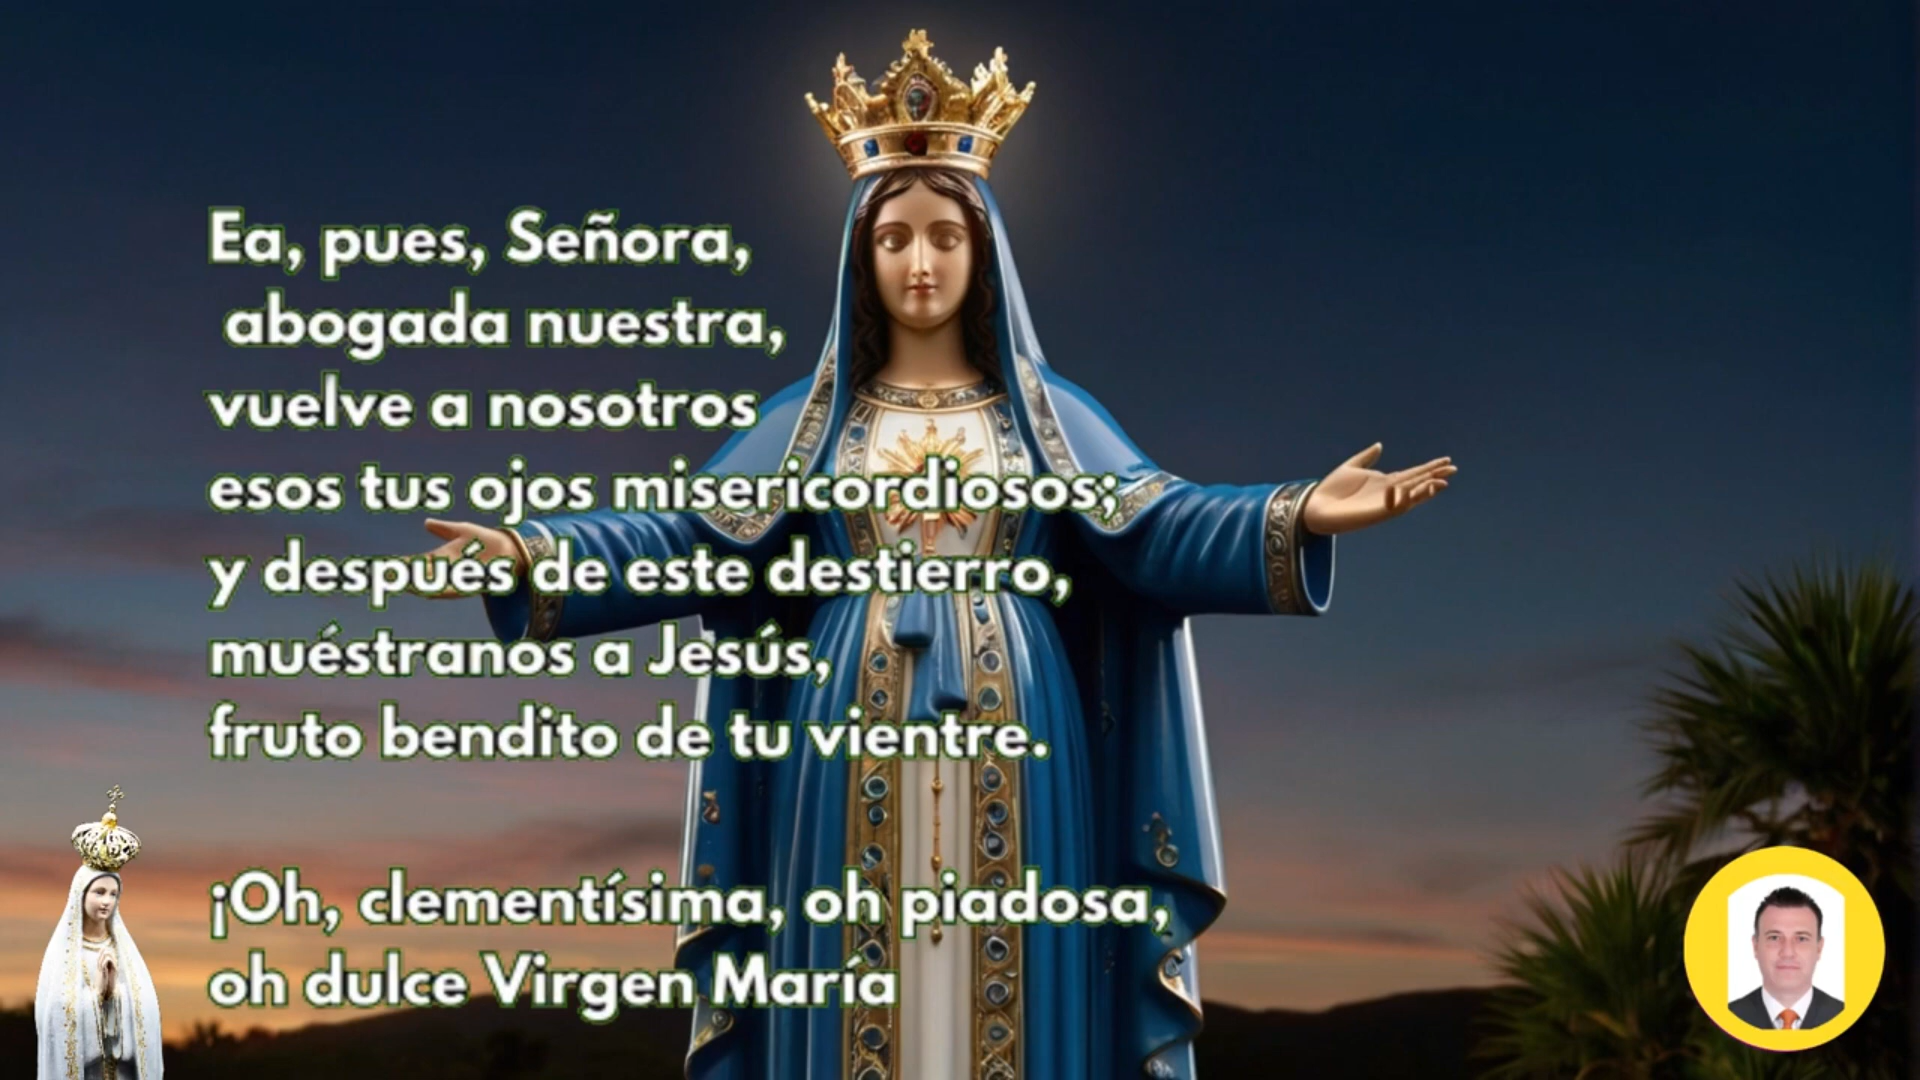 Ea, pues, Señora,
abogada nuestra,
vuelve a nosotros
esos tus ojos misericordiosos;
y después de este destierro,
muéstranos a Jesús,
fruto bendito de tu vientre.
¡Oh, clementísima, oh piadosa,
oh dulce Virgen María